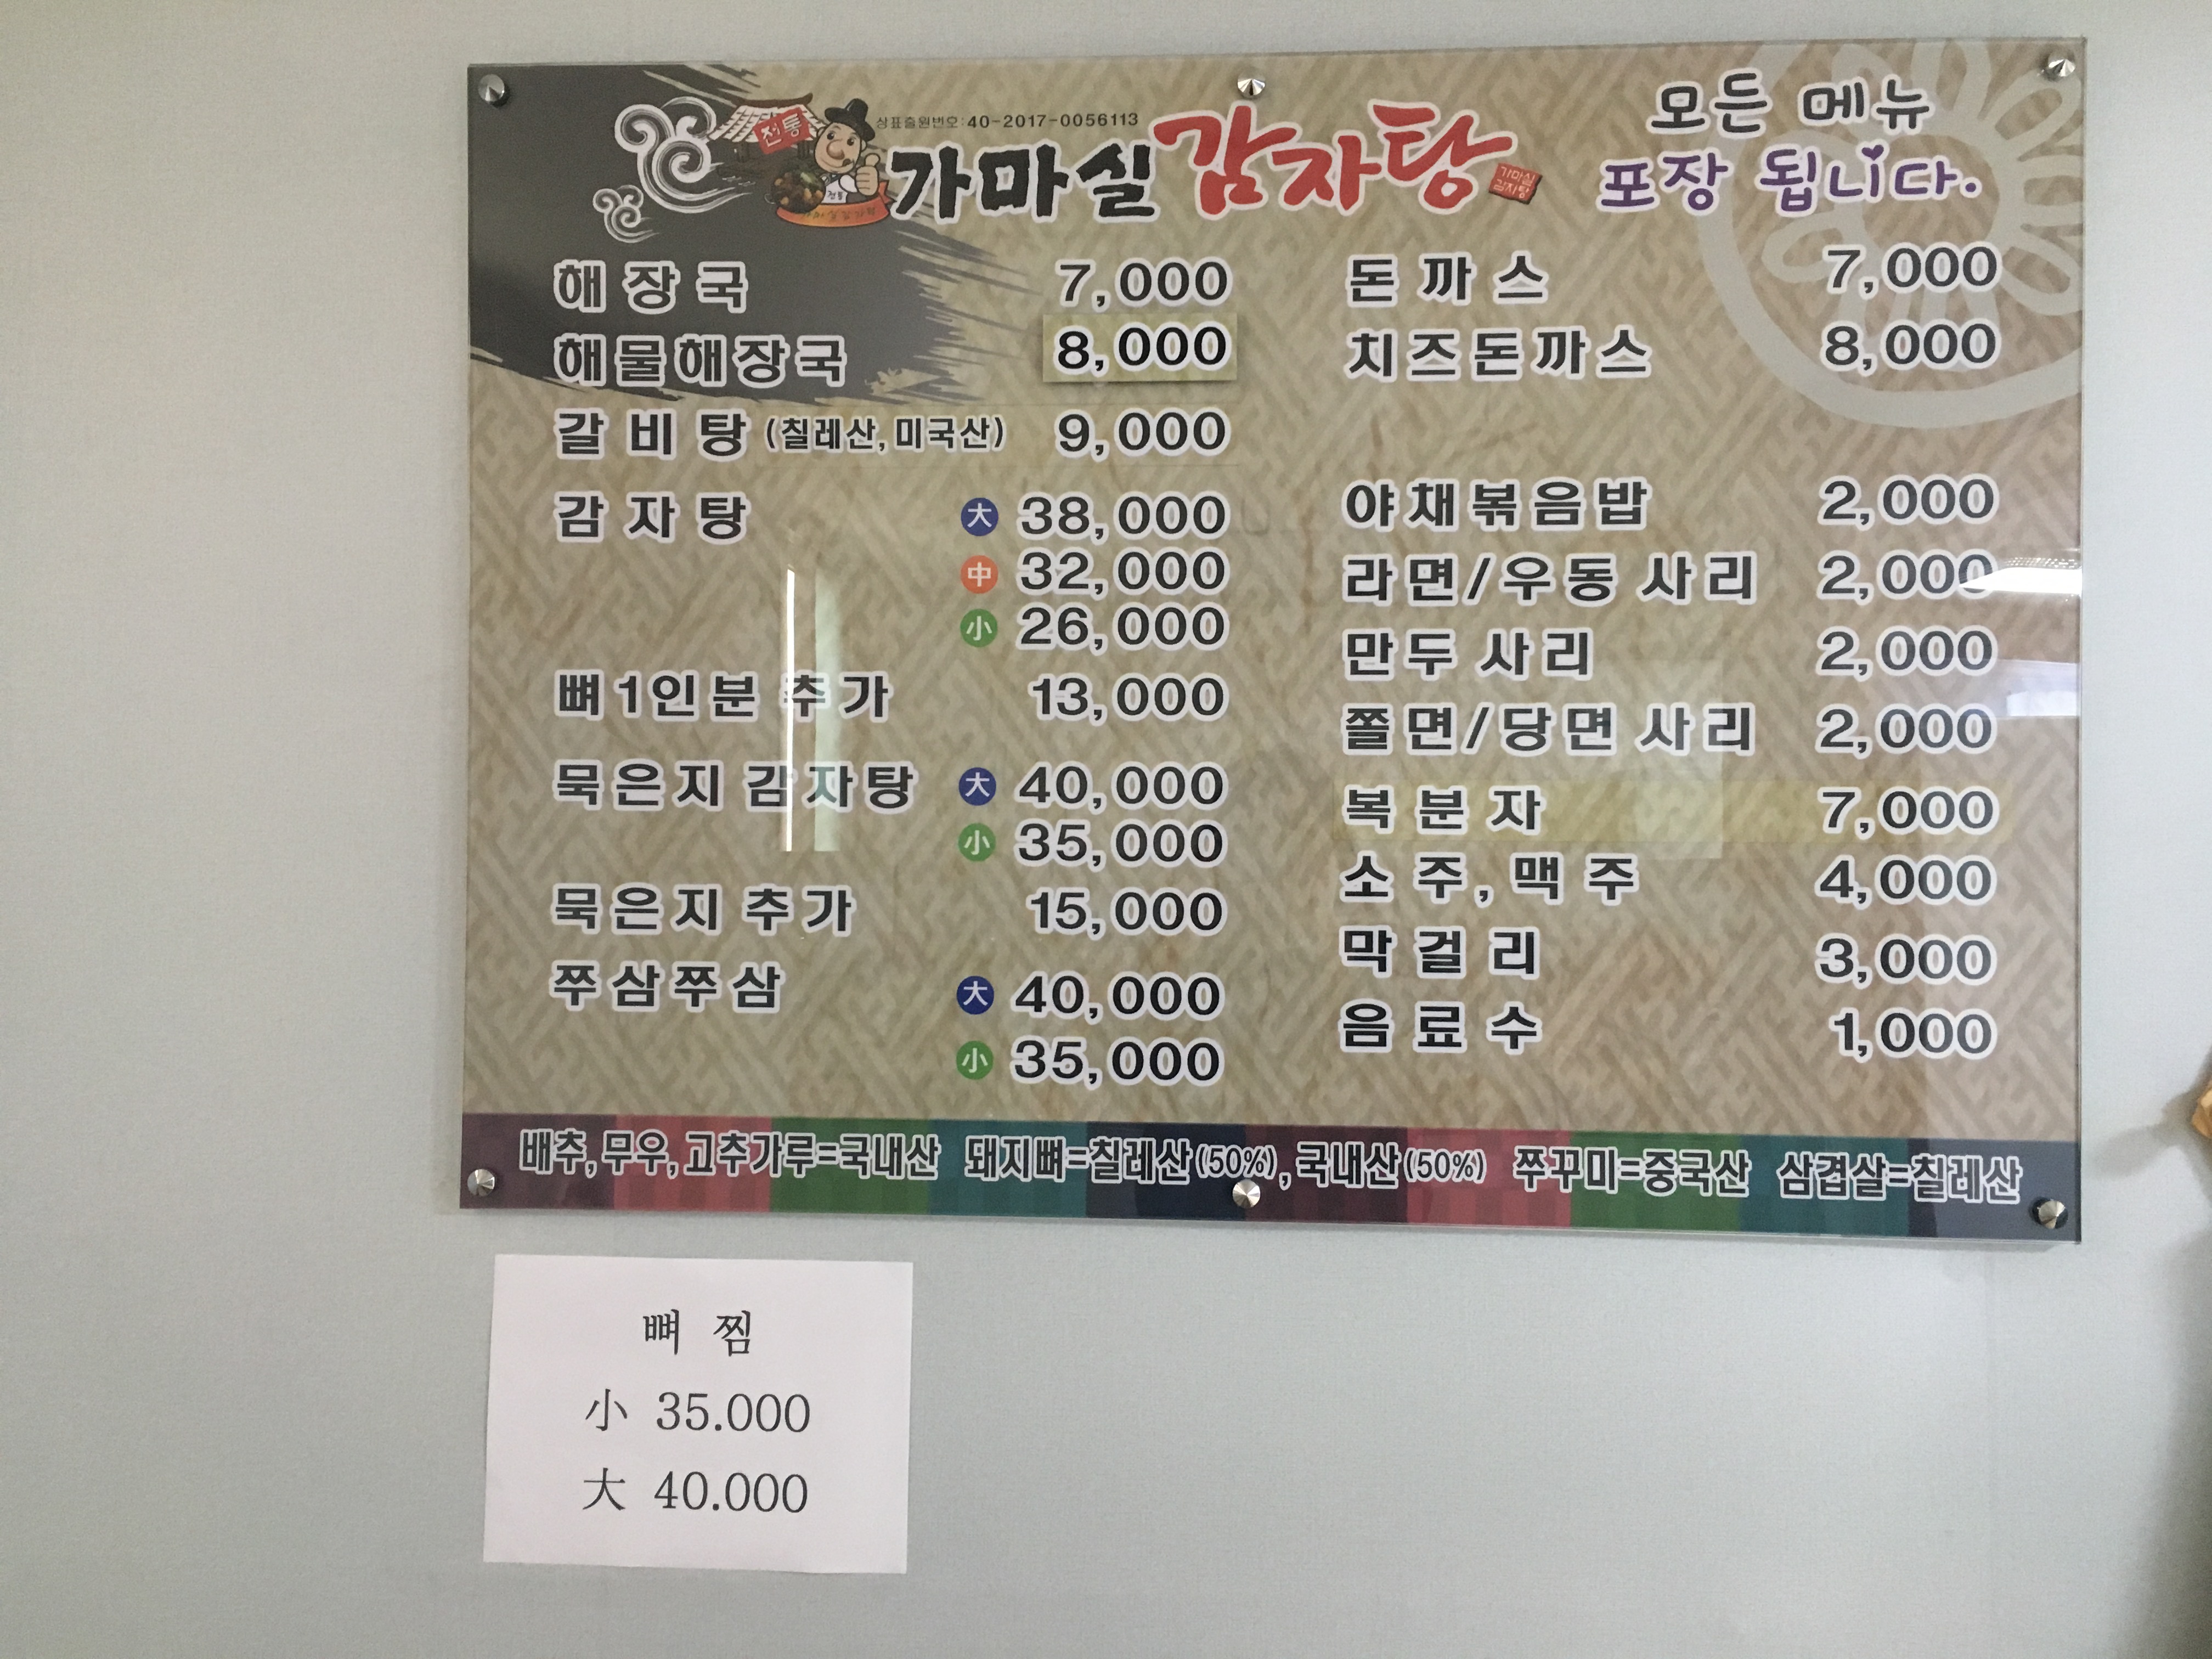 전통
상표출원번호:40-2017-0056113
가마실 감자탕
가마실
감자탕
모든 메뉴
포장 됩니다.
해장국 7,000
해물해장국 8,000
갈비탕 (칠레산, 미국산) 9,000
감자탕 大 38,000
中 32,000
小 26,000
뼈1인분 추가 13,000
묵은지 감자탕 大 40,000
小 35,000
묵은지 추가 15,000
쭈삼쭈삼 大 40,000
小 35,000
돈까스 7,000
치즈돈까스 8,000
야채볶음밥 2,000
라면/우동 사리 2,000
만두 사리 2,000
쫄면/당면 사리 2,000
복분자 7,000
소주, 맥주 4,000
막걸리 3,000
음료수 1,000
배추, 무우, 고추가루=국내산 돼지뼈=칠레산(50%), 국내산(50%) 쭈꾸미=중국산 삼겹살=칠레산
뼈 찜
小 35.000
大 40.000